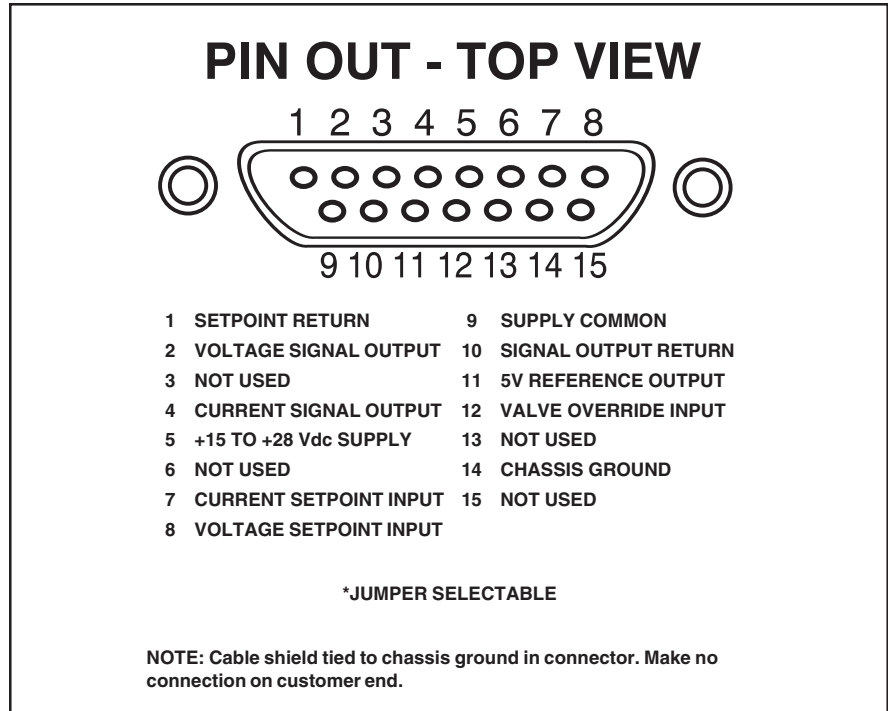 PIN OUT - TOP VIEW
1 2 3 4 5 6 7 8
9 10 11 12 13 14 15
1 SETPOINT RETURN
2 VOLTAGE SIGNAL OUTPUT
3 NOT USED
4 CURRENT SIGNAL OUTPUT
5 +15 TO +28 Vdc SUPPLY
6 NOT USED
7 CURRENT SETPOINT INPUT
8 VOLTAGE SETPOINT INPUT
9 SUPPLY COMMON
10 SIGNAL OUTPUT RETURN
11 5V REFERENCE OUTPUT
12 VALVE OVERRIDE INPUT
13 NOT USED
14 CHASSIS GROUND
15 NOT USED
*JUMPER SELECTABLE
NOTE: Cable shield tied to chassis ground in connector. Make no
connection on customer end.